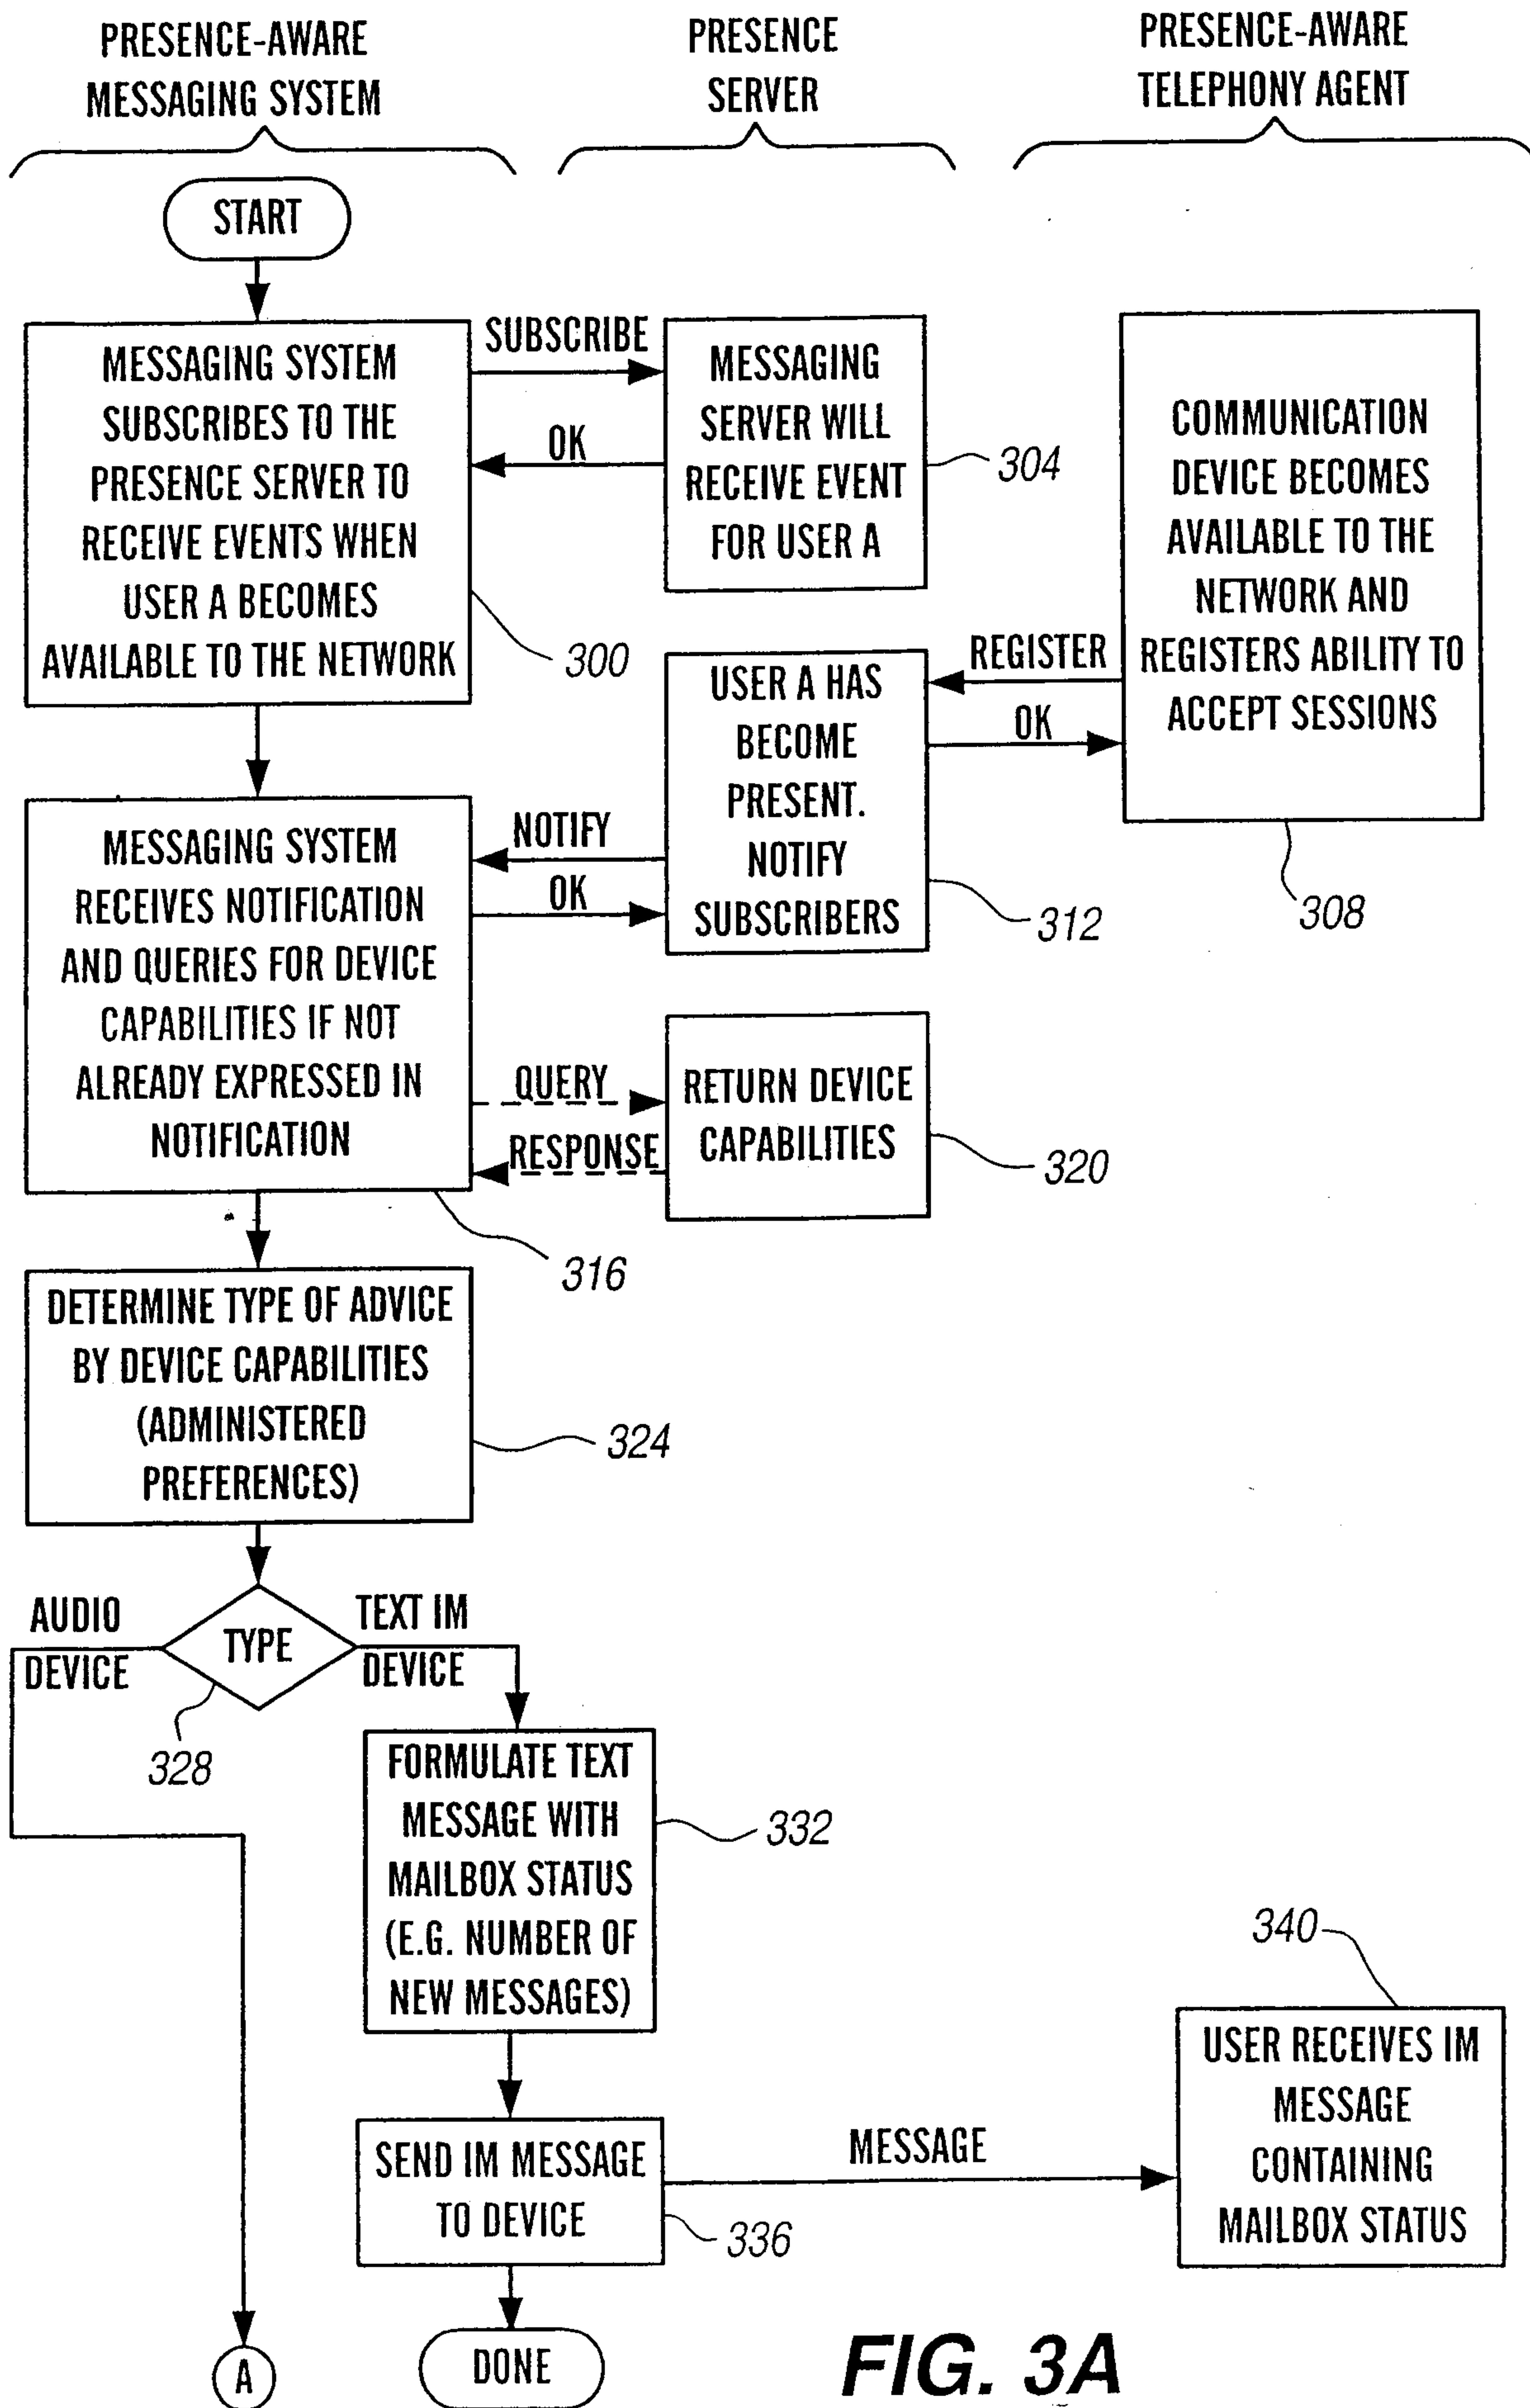 PRESENCE-AWARE
MESSAGING SYSTEM
PRESENCE
SERVER
PRESENCE-AWARE
TELEPHONY AGENT
START
MESSAGING SYSTEM
SUBSCRIBES TO THE
PRESENCE SERVER TO
RECEIVE EVENTS WHEN
USER A BECOMES
AVAILABLE TO THE NETWORK
300
SUBSCRIBE
OK
MESSAGING
SERVER WILL
RECEIVE EVENT
FOR USER A
304
COMMUNICATION
DEVICE BECOMES
AVAILABLE TO THE
NETWORK AND
REGISTERS ABILITY TO
ACCEPT SESSIONS
308
REGISTER
OK
USER A HAS
BECOME
PRESENT.
NOTIFY
SUBSCRIBERS
312
NOTIFY
OK
MESSAGING SYSTEM
RECEIVES NOTIFICATION
AND QUERIES FOR DEVICE
CAPABILITIES IF NOT
ALREADY EXPRESSED IN
NOTIFICATION
316
QUERY
RESPONSE
RETURN DEVICE
CAPABILITIES
320
DETERMINE TYPE OF ADVICE
BY DEVICE CAPABILITIES
(ADMINISTERED
PREFERENCES)
324
AUDIO
DEVICE
TYPE
328
TEXT IM
DEVICE
FORMULATE TEXT
MESSAGE WITH
MAILBOX STATUS
(E.G. NUMBER OF
NEW MESSAGES)
332
SEND IM MESSAGE
TO DEVICE
336
MESSAGE
340
USER RECEIVES IM
MESSAGE
CONTAINING
MAILBOX STATUS
A
DONE
FIG. 3A